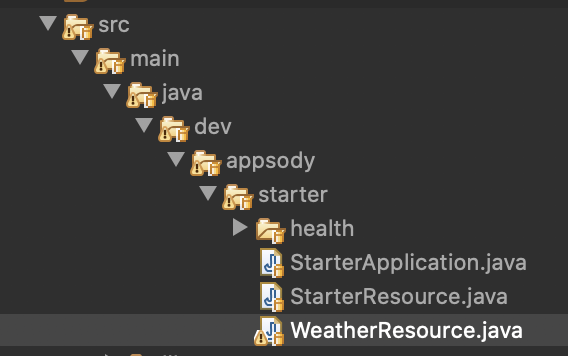 src
main
java
dev
appsody
starter
health
StarterApplication.java
StarterResource.java
WeatherResource.java